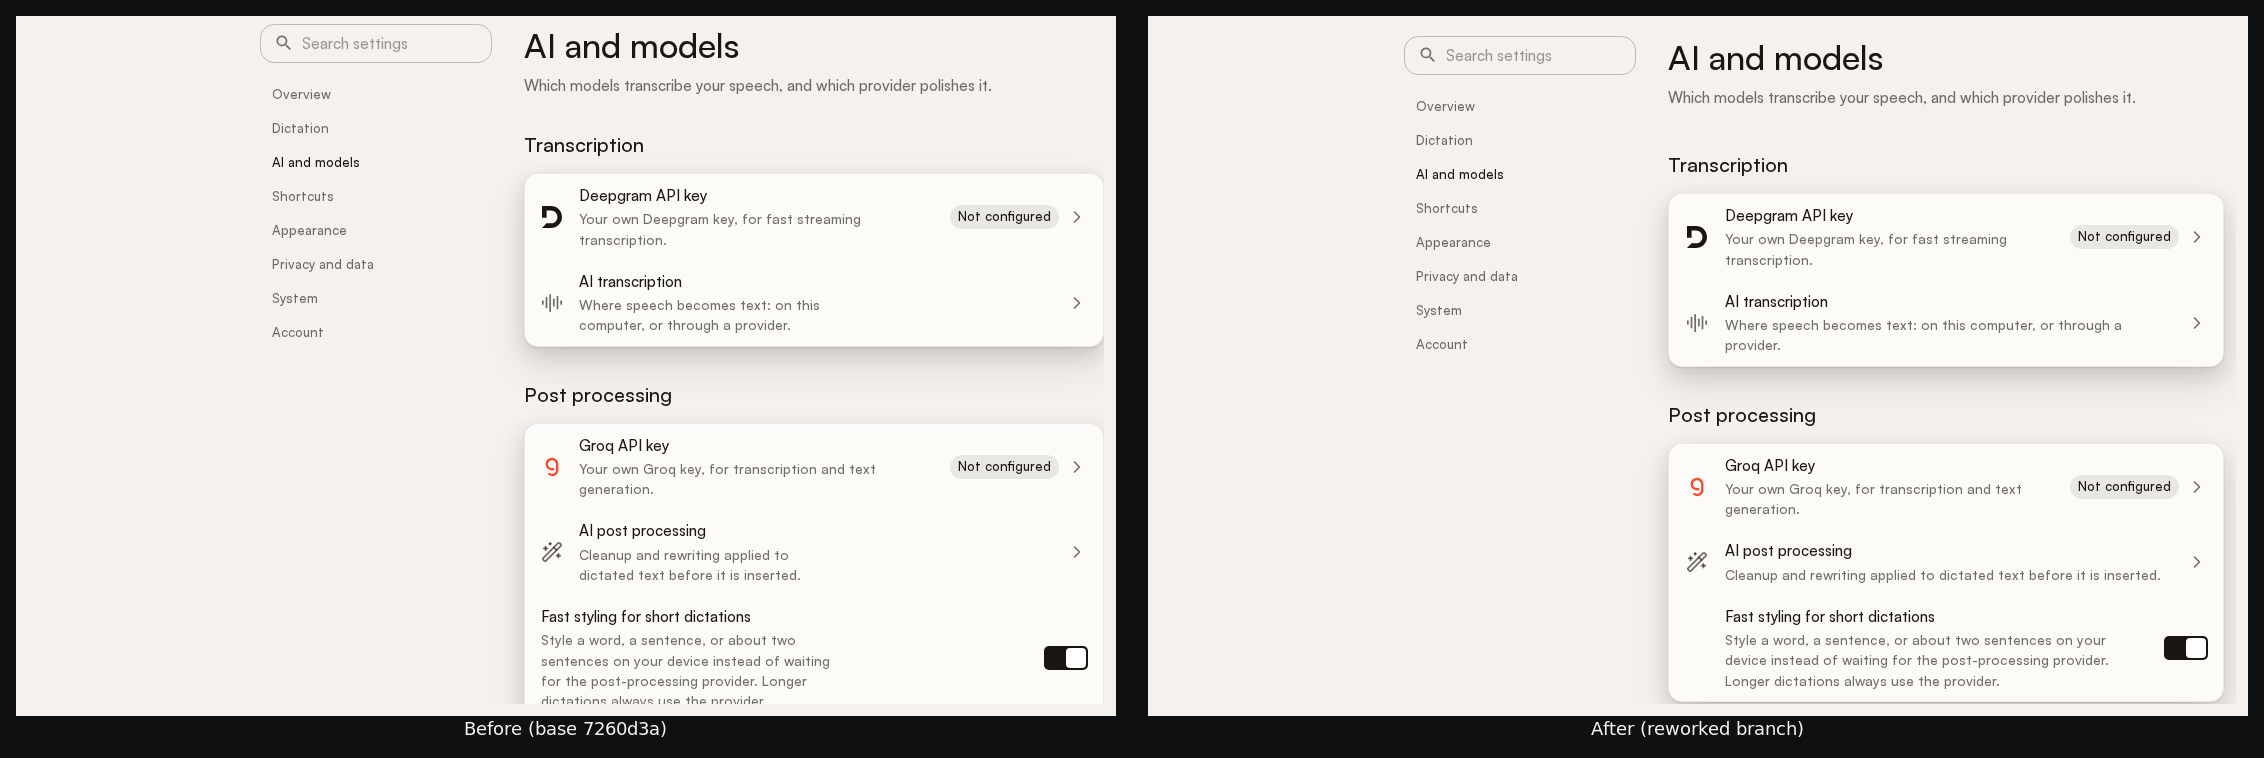 Search settings
Overview
Dictation
AI and models
Shortcuts
Appearance
Privacy and data
System
Account
AI and models
Which models transcribe your speech, and which provider polishes it.
Transcription
Deepgram API key
Your own Deepgram key, for fast streaming
transcription.
Not configured
AI transcription
Where speech becomes text: on this
computer, or through a provider.
Post processing
Groq API key
Your own Groq key, for transcription and text
generation.
Not configured
AI post processing
Cleanup and rewriting applied to
dictated text before it is inserted.
Fast styling for short dictations
Style a word, a sentence, or about two
sentences on your device instead of waiting
for the post-processing provider. Longer
dictations always use the provider.
Before (base 7260d3a)
Search settings
Overview
Dictation
AI and models
Shortcuts
Appearance
Privacy and data
System
Account
AI and models
Which models transcribe your speech, and which provider polishes it.
Transcription
Deepgram API key
Your own Deepgram key, for fast streaming
transcription.
Not configured
AI transcription
Where speech becomes text: on this computer, or through a
provider.
Post processing
Groq API key
Your own Groq key, for transcription and text
generation.
Not configured
AI post processing
Cleanup and rewriting applied to dictated text before it is inserted.
Fast styling for short dictations
Style a word, a sentence, or about two sentences on your
device instead of waiting for the post-processing provider.
Longer dictations always use the provider.
After (reworked branch)